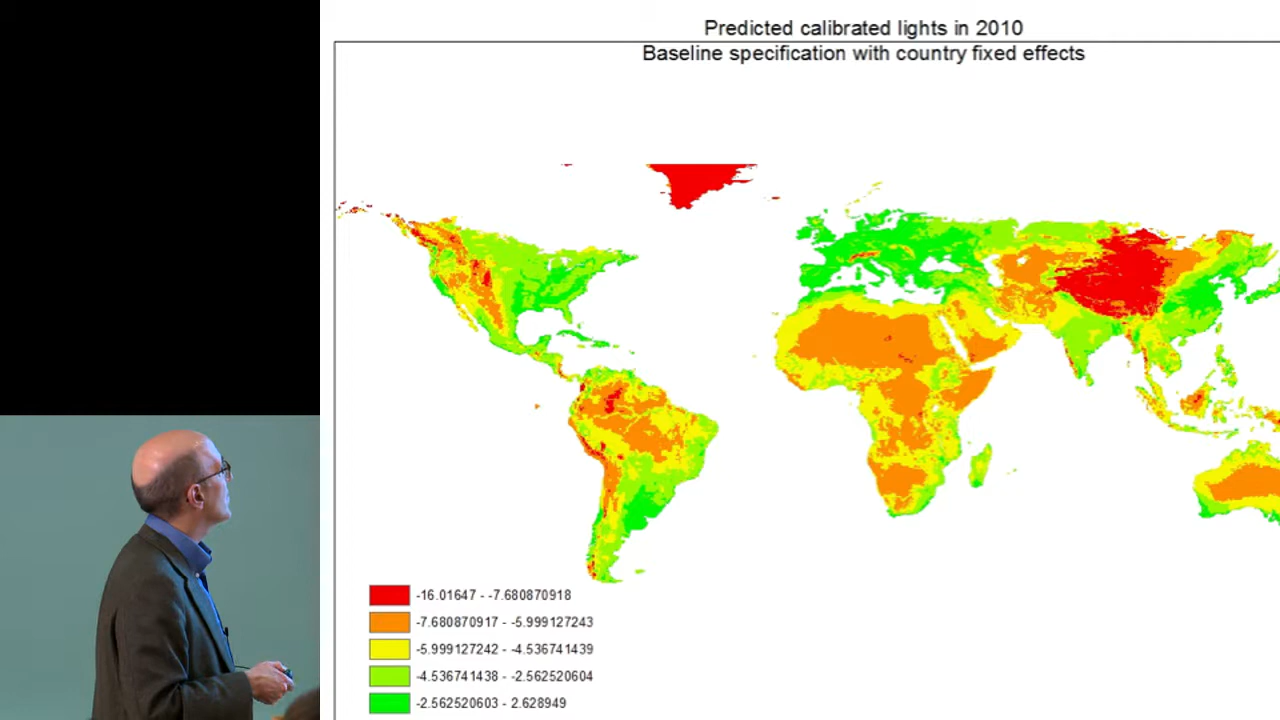 Predicted calibrated lights in 2010
Baseline specification with country fixed effects
-16.01647 - -7.680870918
-7.680870917 - -5.999127243
-5.999127242 - -4.536741439
-4.536741438 - -2.562520604
-2.562520603 - 2.628949